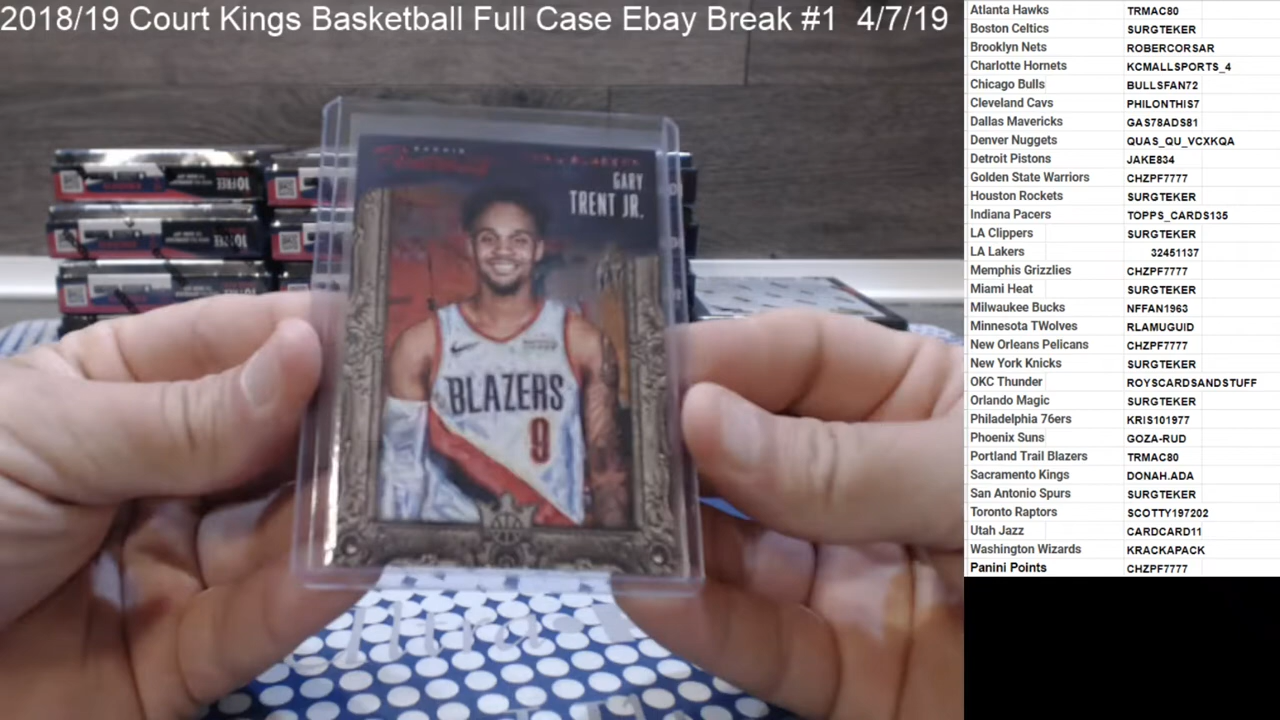 2018/19 Court Kings Basketball Full Case Ebay Break #1 4/7/19
Atlanta Hawks TRMAC80
Boston Celtics SURGTEKER
Brooklyn Nets ROBERCORSAR
Charlotte Hornets KCMALLSPORTS_4
Chicago Bulls BULLSFAN72
Cleveland Cavs PHILONTHIS7
Dallas Mavericks GAS78ADS81
Denver Nuggets QUAS_QU_VCXKQA
Detroit Pistons JAKE834
Golden State Warriors CHZPF7777
Houston Rockets SURGTEKER
Indiana Pacers TOPPS_CARDS135
LA Clippers SURGTEKER
LA Lakers 32451137
Memphis Grizzlies CHZPF7777
Miami Heat SURGTEKER
Milwaukee Bucks NFFAN1963
Minnesota TWolves RLAMUGUID
New Orleans Pelicans CHZPF7777
New York Knicks SURGTEKER
OKC Thunder ROYSCARDSANDSTUFF
Orlando Magic SURGTEKER
Philadelphia 76ers KRIS101977
Phoenix Suns GOZA-RUD
Portland Trail Blazers TRMAC80
Sacramento Kings DONAH.ADA
San Antonio Spurs SURGTEKER
Toronto Raptors SCOTTY197202
Utah Jazz CARDCARD11
Washington Wizards KRACKAPACK
Panini Points CHZPF7777
GARY
TRENT JR.
BLAZERS
9